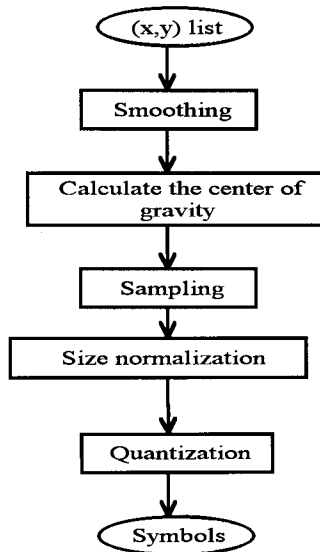 (x,y) list
Smoothing
Calculate the center of
gravity
Sampling
Size normalization
Quantization
Symbols